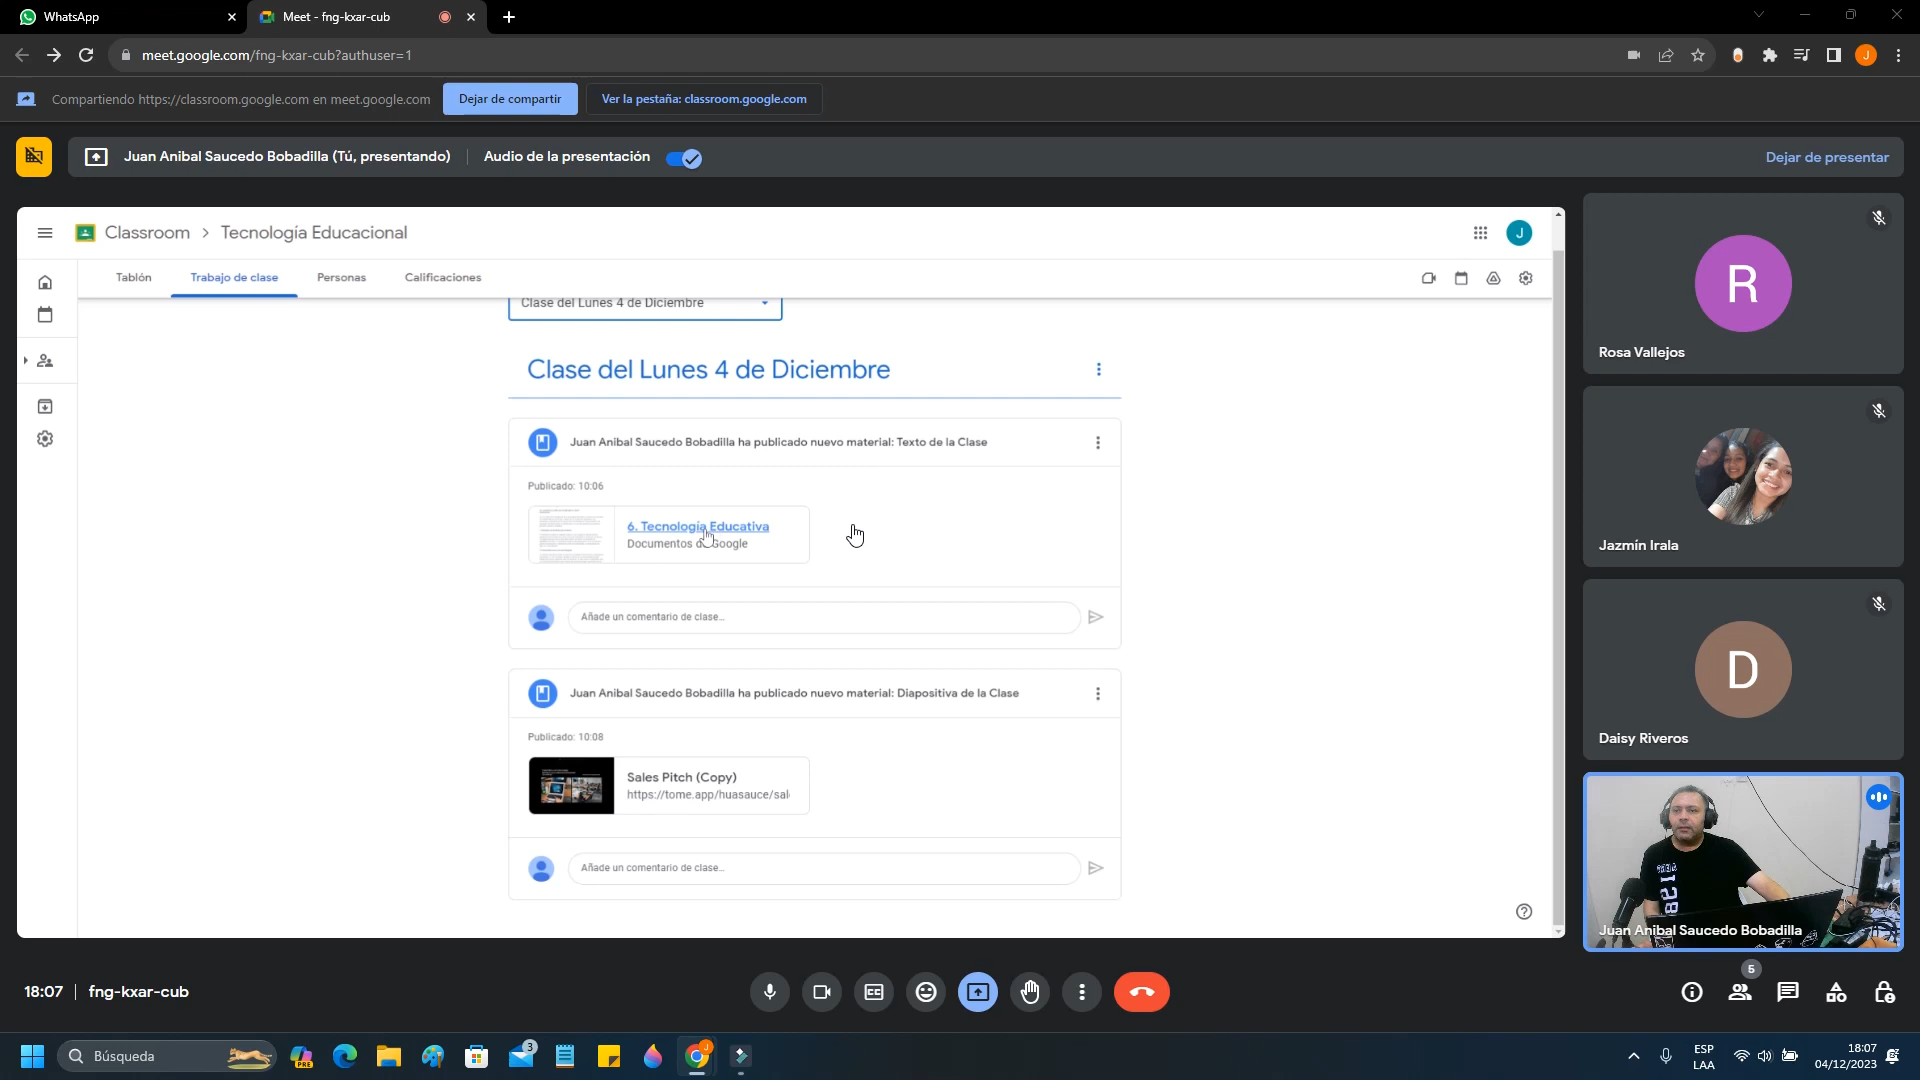 WhatsApp
Meet - fng-kxar-cub
meet.google.com/fng-kxar-cub?authuser=1
J
Compartiendo https://classroom.google.com en meet.google.com
Dejar de compartir
Ver la pestaña: classroom.google.com
Juan Anibal Saucedo Bobadilla (Tú, presentando)
Audio de la presentación
Dejar de presentar
Classroom > Tecnología Educacional
J
Tablón
Trabajo de clase
Personas
Calificaciones
Clase del Lunes 4 de Diciembre
Clase del Lunes 4 de Diciembre
Juan Anibal Saucedo Bobadilla ha publicado nuevo material: Texto de la Clase
Publicado: 10:06
6. Tecnología Educativa
Documentos de Google
Añade un comentario de clase...
Juan Anibal Saucedo Bobadilla ha publicado nuevo material: Diapositiva de la Clase
Publicado: 10:08
Sales Pitch (Copy)
https://tome.app/huasauce/sal
Añade un comentario de clase...
R
Rosa Vallejos
Jazmín Irala
D
Daisy Riveros
Juan Anibal Saucedo Bobadilla
18:07 | fng-kxar-cub
5
Búsqueda
PRE
3
J
ESP
LAA
18:07
04/12/2023